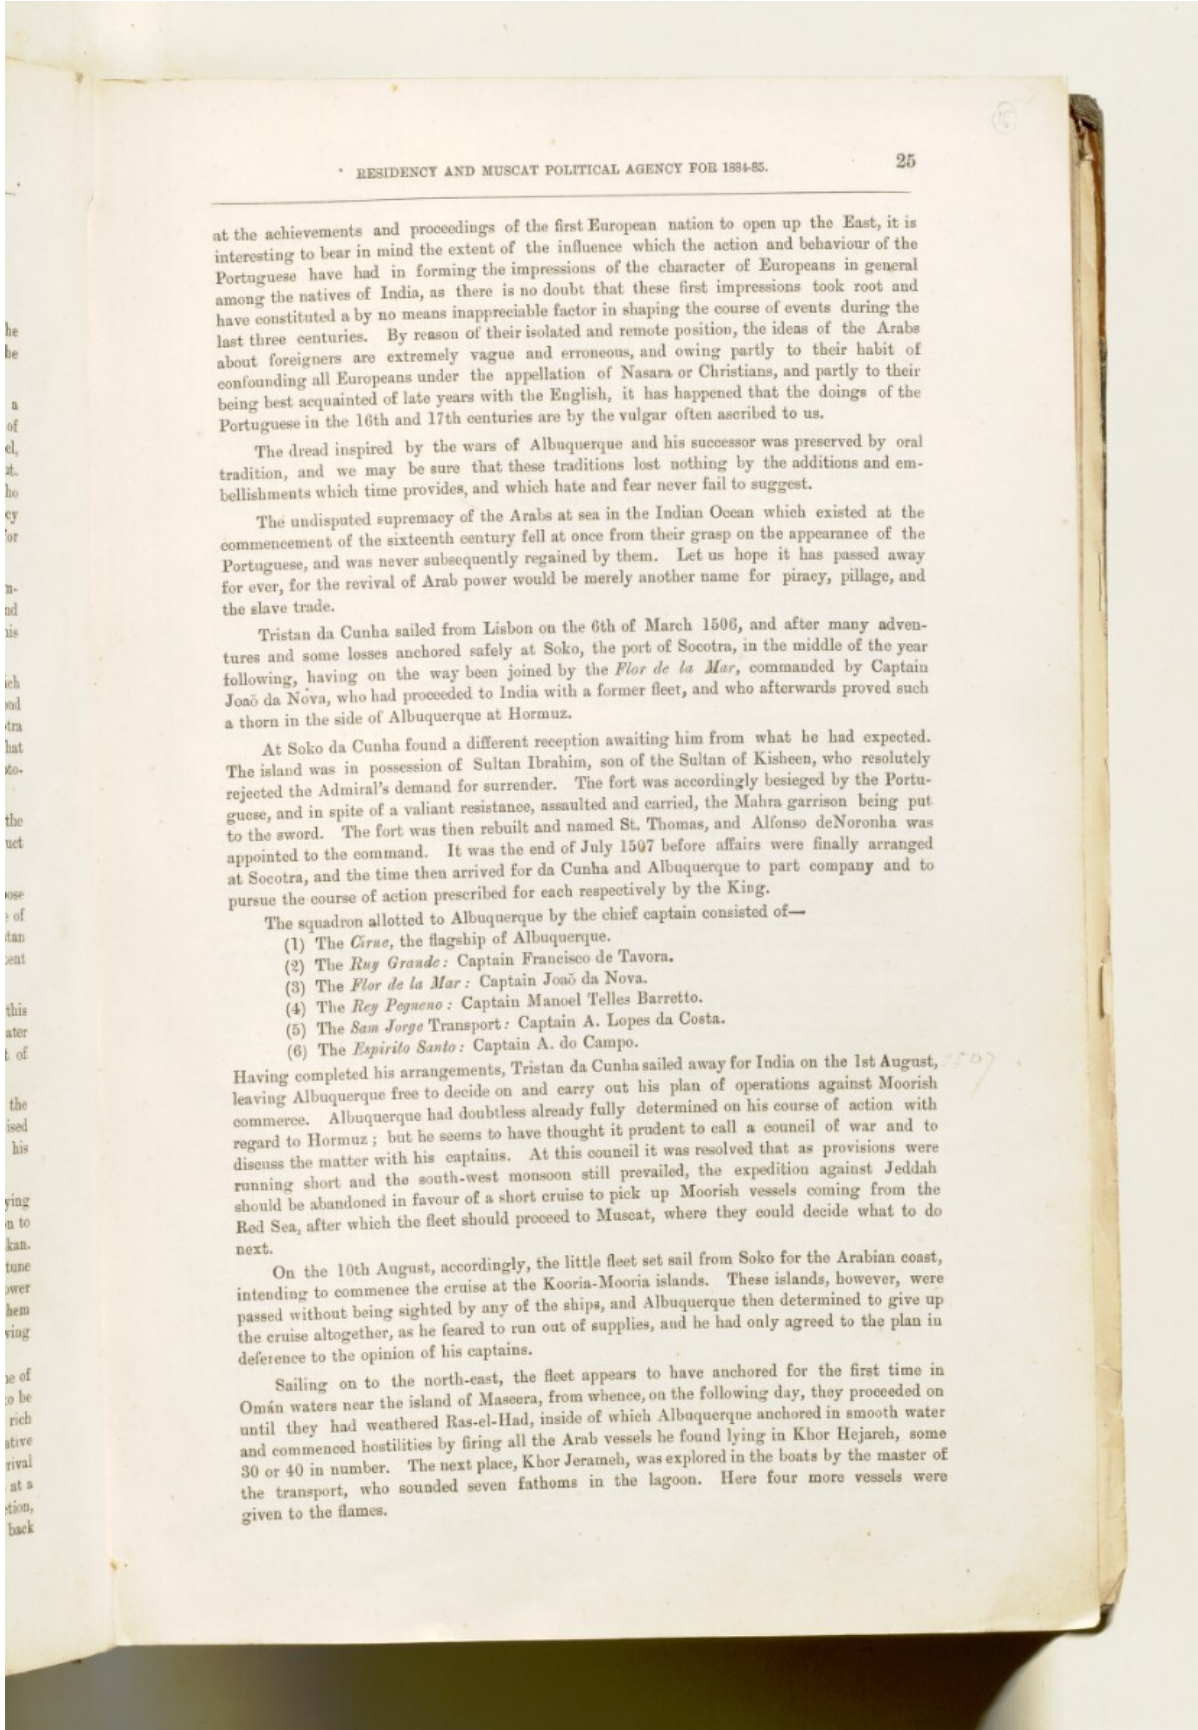 RESIDENCY AND MUSCAT POLITICAL AGENCY FOR 1884-85.
25
at the achievements and proceedings of the first European nation to open up the East, it is
interesting to bear in mind the extent of the influence which the action and behaviour of the
Portuguese have had in forming the impressions of the character of Europeans in general
among the natives of India, as there is no doubt that these first impressions took root and
have constituted a by no means inappreciable factor in shaping the course of events during the
last three centuries. By reason of their isolated and remote position, the ideas of the Arabs
about foreigners are extremely vague and erroneous, and owing partly to their habit of
confounding all Europeans under the appellation of Nasara or Christians, and partly to their
being best acquainted of late years with the English, it has happened that the doings of the
Portuguese in the 16th and 17th centuries are by the vulgar often ascribed to us.
The dread inspired by the wars of Albuquerque and his successor was preserved by oral
tradition, and we may be sure that these traditions lost nothing by the additions and em-
bellishments which time provides, and which hate and fear never fail to suggest.
The undisputed supremacy of the Arabs at sea in the Indian Ocean which existed at the
commencement of the sixteenth century fell at once from their grasp on the appearance of the
Portuguese, and was never subsequently regained by them. Let us hope it has passed away
for ever, for the revival of Arab power would be merely another name for piracy, pillage, and
the slave trade.
Tristan da Cunha sailed from Lisbon on the 6th of March 1506, and after many adven-
tures and some losses anchored safely at Soko, the port of Socotra, in the middle of the year
following, having on the way been joined by the Flor de la Mar, commanded by Captain
Joaõ da Nova, who had proceeded to India with a former fleet, and who afterwards proved such
a thorn in the side of Albuquerque at Hormuz.
At Soko da Cunha found a different reception awaiting him from what he had expected.
The island was in possession of Sultan Ibrahim, son of the Sultan of Kisheen, who resolutely
rejected the Admiral's demand for surrender. The fort was accordingly besieged by the Portu-
guese, and in spite of a valiant resistance, assaulted and carried, the Mahra garrison being put
to the sword. The fort was then rebuilt and named St. Thomas, and Alfonso deNoronha was
appointed to the command. It was the end of July 1507 before affairs were finally arranged
at Socotra, and the time then arrived for da Cunha and Albuquerque to part company and to
pursue the course of action prescribed for each respectively by the King.
The squadron allotted to Albuquerque by the chief captain consisted of—
(1) The Cirne, the flagship of Albuquerque.
(2) The Ruy Grande: Captain Francisco de Tavora.
(3) The Flor de la Mar: Captain Joaõ da Nova.
(4) The Rey Pegueno: Captain Manoel Telles Barretto.
(5) The Sam Jorge Transport: Captain A. Lopes da Costa.
(6) The Espirito Santo: Captain A. do Campo.
Having completed his arrangements, Tristan da Cunha sailed away for India on the 1st August, 1507
leaving Albuquerque free to decide on and carry out his plan of operations against Moorish
commerce. Albuquerque had doubtless already fully determined on his course of action with
regard to Hormuz; but he seems to have thought it prudent to call a council of war and to
discuss the matter with his captains. At this council it was resolved that as provisions were
running short and the south-west monsoon still prevailed, the expedition against Jeddah
should be abandoned in favour of a short cruise to pick up Moorish vessels coming from the
Red Sea, after which the fleet should proceed to Muscat, where they could decide what to do
next.
On the 10th August, accordingly, the little fleet set sail from Soko for the Arabian coast,
intending to commence the cruise at the Kooria-Mooria islands. These islands, however, were
passed without being sighted by any of the ships, and Albuquerque then determined to give up
the cruise altogether, as he feared to run out of supplies, and he had only agreed to the plan in
deference to the opinion of his captains.
Sailing on to the north-east, the fleet appears to have anchored for the first time in
Omán waters near the island of Maseera, from whence, on the following day, they proceeded on
until they had weathered Ras-el-Had, inside of which Albuquerque anchored in smooth water
and commenced hostilities by firing all the Arab vessels he found lying in Khor Hejareh, some
30 or 40 in number. The next place, Khor Jerameh, was explored in the boats by the master of
the transport, who sounded seven fathoms in the lagoon. Here four more vessels were
given to the flames.